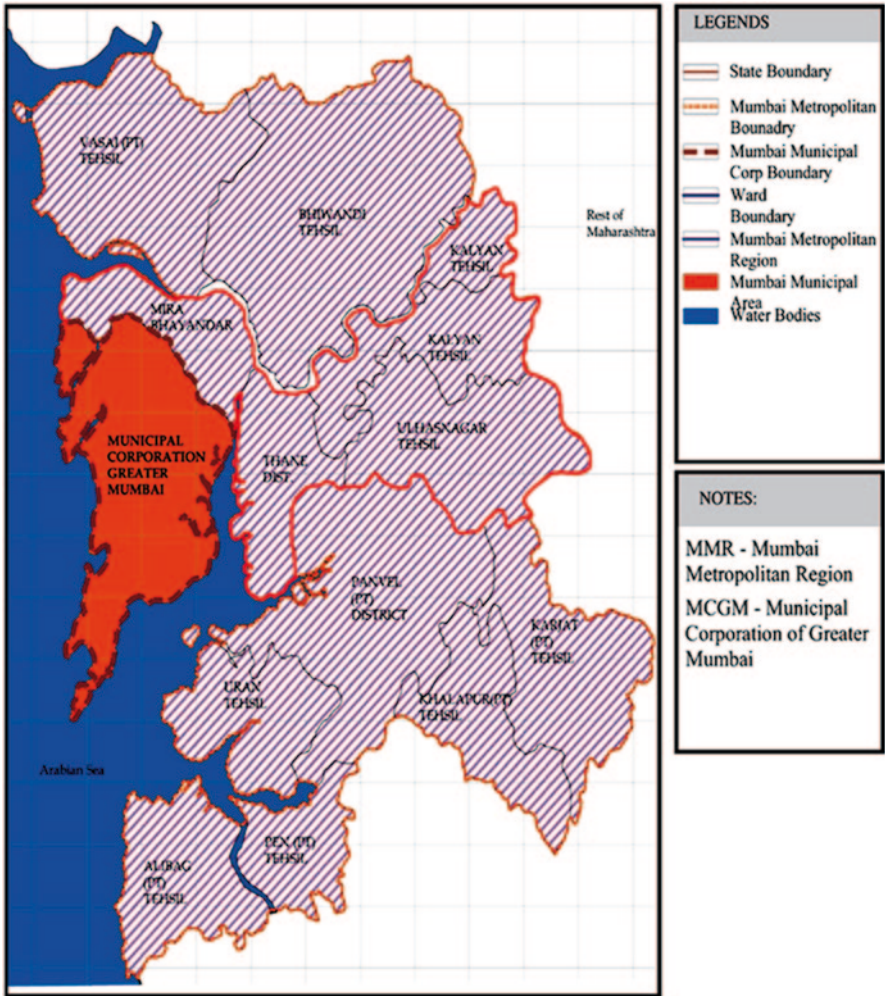 VASAI (PT)
TEHSIL
BHIWANDI
TEHSIL
Rest of
Maharashtra
KALYAN
TEHSIL
MIRA
BHAYANDAR
KALYAN
TEHSIL
MUNICIPAL
CORPORATION
GREATER
MUMBAI
ULHASNAGAR
TEHSIL
THANE
DIST.
PANVEL
(PT)
DISTRICT
KARJAT
(PT)
TEHSIL
URAN
TEHSIL
KHALAPUR(PT)
TEHSIL
Arabian Sea
PEN (PT)
TEHSIL
ALIBAG
(PT)
TEHSIL
LEGENDS
State Boundary
Mumbai Metropolitan
Bounadry
Mumbai Municipal
Corp Boundary
Ward
Boundary
Mumbai Metropolitan
Region
Mumbai Municipal
Area
Water Bodies
NOTES:
MMR - Mumbai
Metropolitan Region
MCGM - Municipal
Corporation of Greater
Mumbai